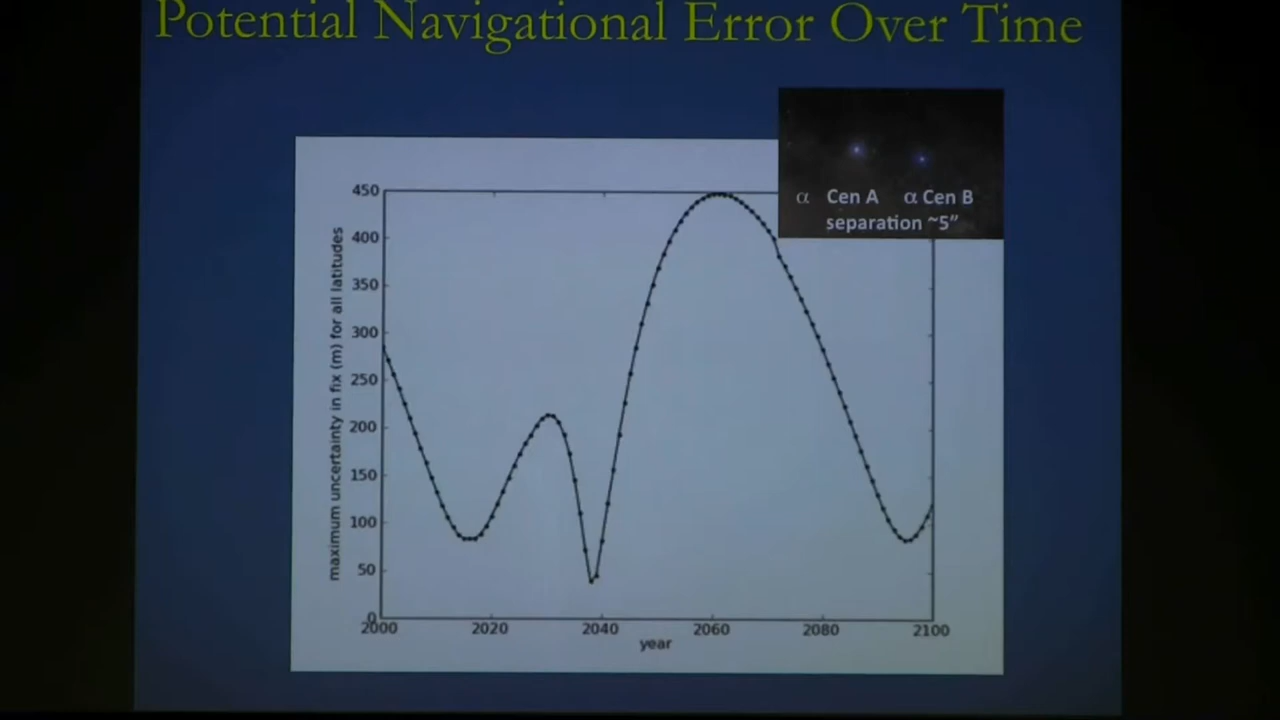 Potential Navigational Error Over Time
α Cen A α Cen B
separation ~5”
maximum uncertainty in fix (m) for all latitudes
450
400
350
300
250
200
150
100
50
0
2000 2020 2040 2060 2080 2100
year